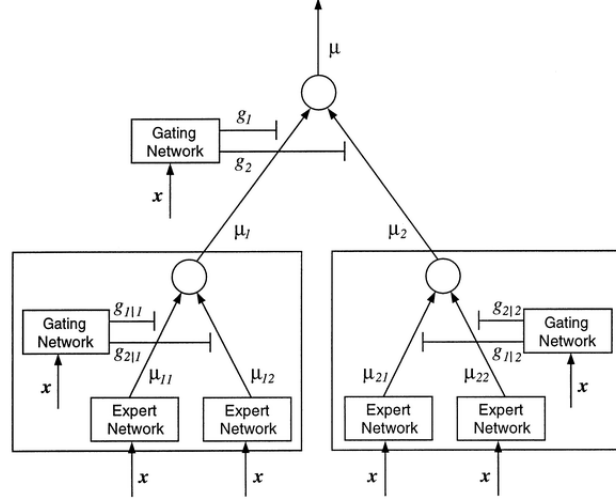 μ
g1
Gating
Network
g2
x
μ1
μ2
g1|1
g2|2
Gating
Network
Gating
Network
g2|1
g1|2
x
x
μ11
μ12
μ21
μ22
Expert
Network
Expert
Network
Expert
Network
Expert
Network
x
x
x
x